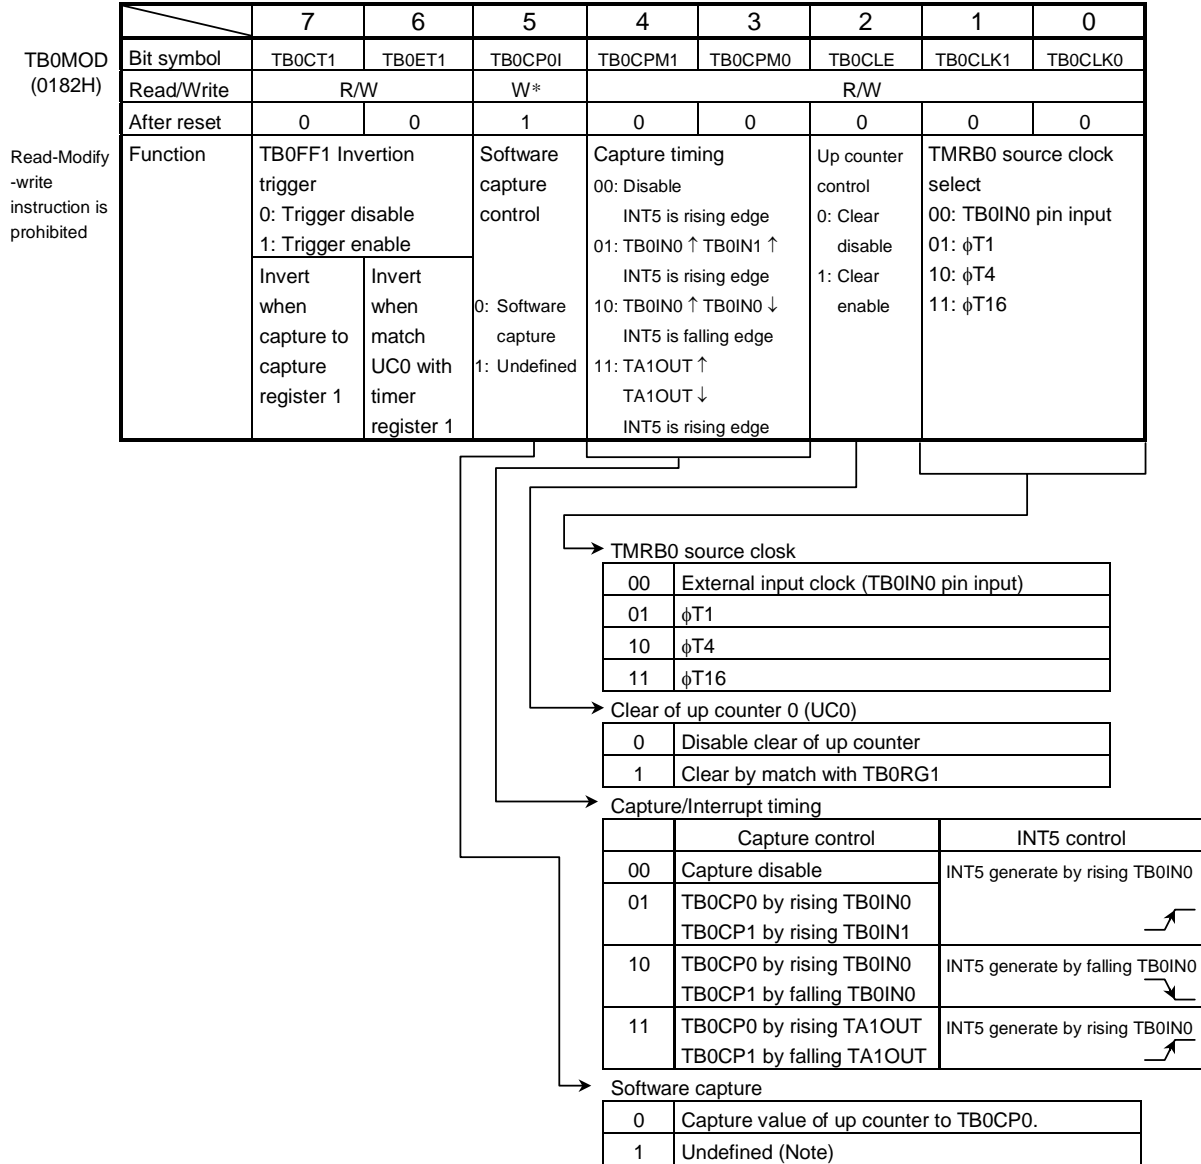 7 6 5 4 3 2 1 0
TB0MOD
(0182H)
Bit symbol TB0CT1 TB0ET1 TB0CP0I TB0CPM1 TB0CPM0 TB0CLE TB0CLK1 TB0CLK0
Read/Write R/W W* R/W
After reset 0 0 1 0 0 0 0 0
Read-Modify
-write
instruction is
prohibited
Function
TB0FF1 Invertion
trigger
0: Trigger disable
1: Trigger enable
Invert
when
capture to
capture
register 1
Invert
when
match
UC0 with
timer
register 1
Software
capture
control
0: Software
capture
1: Undefined
Capture timing
00: Disable
INT5 is rising edge
01: TB0IN0 ↑ TB0IN1 ↑
INT5 is rising edge
10: TB0IN0 ↑ TB0IN0 ↓
INT5 is falling edge
11: TA1OUT ↑
TA1OUT ↓
INT5 is rising edge
Up counter
control
0: Clear
disable
1: Clear
enable
TMRB0 source clock
select
00: TB0IN0 pin input
01: ϕT1
10: ϕT4
11: ϕT16
TMRB0 source closk
00 External input clock (TB0IN0 pin input)
01 ϕT1
10 ϕT4
11 ϕT16
Clear of up counter 0 (UC0)
0 Disable clear of up counter
1 Clear by match with TB0RG1
Capture/Interrupt timing
Capture control INT5 control
00 Capture disable INT5 generate by rising TB0IN0
01 TB0CP0 by rising TB0IN0
TB0CP1 by rising TB0IN1
10 TB0CP0 by rising TB0IN0 INT5 generate by falling TB0IN0
TB0CP1 by falling TB0IN0
11 TB0CP0 by rising TA1OUT INT5 generate by rising TB0IN0
TB0CP1 by falling TA1OUT
Software capture
0 Capture value of up counter to TB0CP0.
1 Undefined (Note)